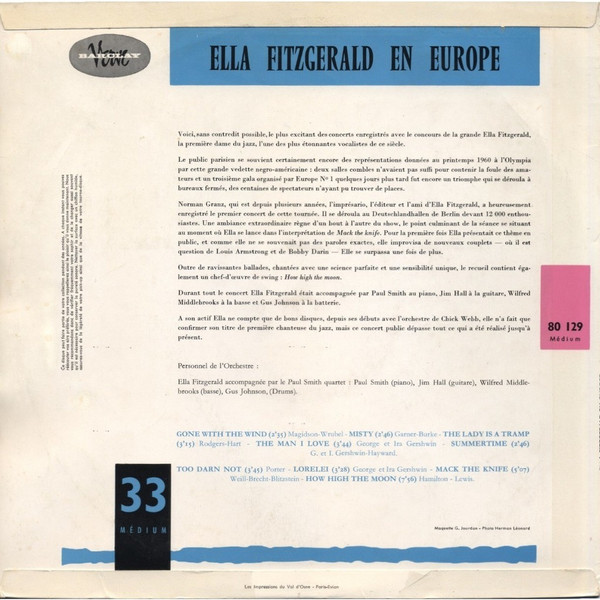 Verve
BARCLAY
ELLA FITZGERALD EN EUROPE
Voici, sans contredit possible, le plus excitant des concerts enregistrés avec le concours de la grande Ella Fitzgerald,
la première dame du jazz, l'une des plus étonnantes vocalistes de ce siècle.
Le public parisien se souvient certainement encore des représentations données au printemps 1960 à l'Olympia
par cette grande vedette negro-américaine : deux salles combles n'avaient pas suffi pour contenir la foule des ama-
teurs et un troisième gala organisé par Europe Nº 1 quelques jours plus tard fut encore un triomphe qui se déroula à
bureaux fermés, des centaines de spectateurs n'ayant pu trouver de places.
Norman Granz, qui est depuis plusieurs années, l'imprésario, l'éditeur et l'ami d'Ella Fitzgerald, a heureusement
enregistré le premier concert de cette tournée. Il se déroula au Deutschlandhallen de Berlin devant 12 000 enthou-
siastes. Une ambiance extraordinaire règne d'un bout à l'autre du show, le point culminant de la séance se situant
au moment où Ella se lance dans l'interprétation de Mack the knife. Pour la première fois Ella présentait ce thème en
public, et comme elle ne se souvenait pas des paroles exactes, elle improvisa de nouveaux couplets — où il est
question de Louis Armstrong et de Bobby Darin — Elle se surpassa une fois de plus.
Outre de ravissantes ballades, chantées avec une science parfaite et une sensibilité unique, le recueil contient éga-
lement un chef-d'œuvre de swing : How high the moon.
Durant tout le concert Ella Fitzgerald était accompagnée par Paul Smith au piano, Jim Hall à la guitare, Wilfred
Middlebrooks à la basse et Gus Johnson à la batterie.
A son actif Ella ne compte que de bons disques, depuis ses débuts avec l'orchestre de Chick Webb, elle n'a fait que
confirmer son titre de première chanteuse du jazz, mais ce concert public dépasse tout ce qui a été réalisé jusqu'à
présent.
80 129
Médium
Personnel de l'Orchestre :
Ella Fitzgerald accompagnée par le Paul Smith quartet : Paul Smith (piano), Jim Hall (guitare), Wilfred Middle-
brooks (basse), Gus Johnson, (Drums).
GONE WITH THE WIND (2'35) Magidson-Wrubel - MISTY (2'46) Garner-Burke - THE LADY IS A TRAMP
(3'15) Rodgers-Hart - THE MAN I LOVE (3'44) George et Ira Gershwin - SUMMERTIME (2'46)
G. et I. Gershwin-Hayward.
TOO DARN NOT (3'45) Porter - LORELEI (3'28) George et Ira Gershwin - MACK THE KNIFE (3'07)
Weill-Brecht-Blitzsman - HOW HIGH THE MOON (7'56) Hamilton - Lewis.
33
MÉDIUM
Maquette G. Jourdan - Photo Herman Léonard
Les Impressions du Val d'Osne - Paris-Saison